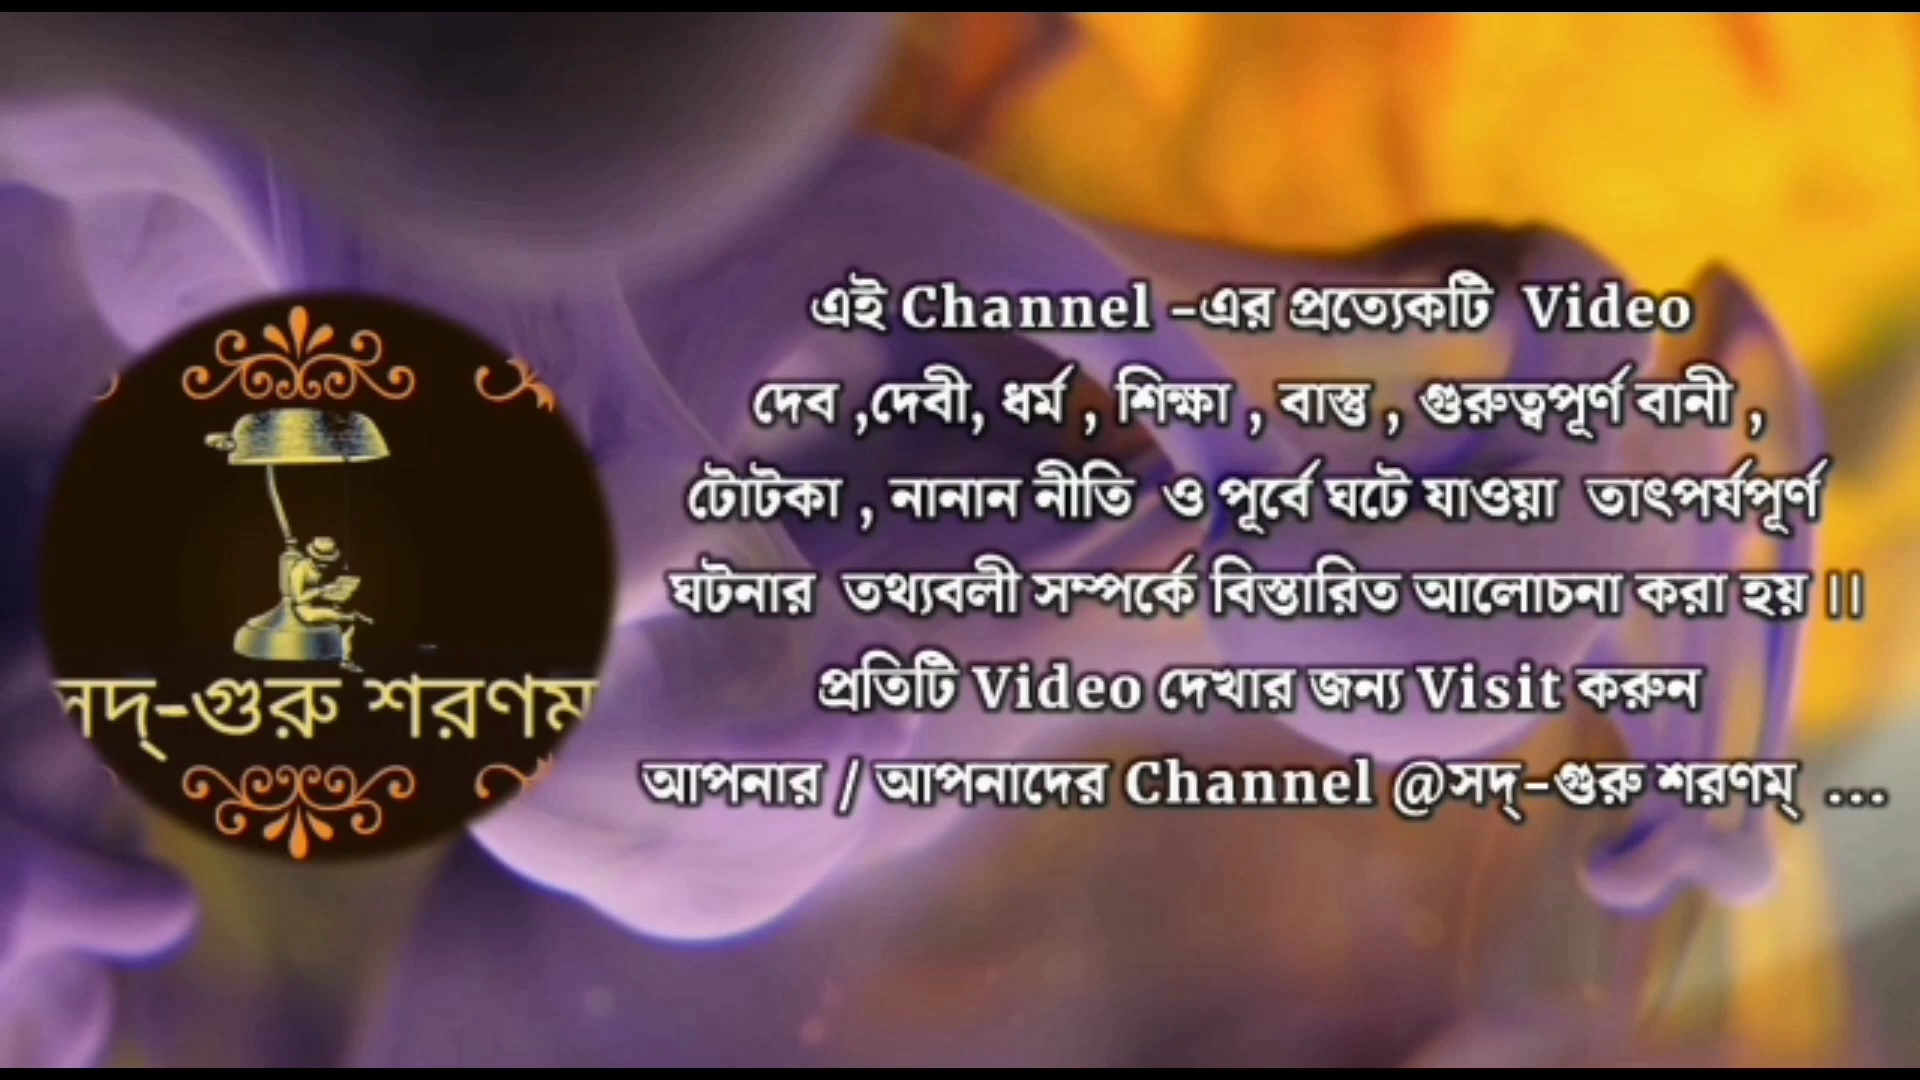 এই Channel -এর প্রত্যেকটি Video
দেব ,দেবী, ধর্ম , শিক্ষা , বাস্তু , গুরুত্বপূর্ণ বানী ,
টোটকা , নানান নীতি ও পূর্বে ঘটে যাওয়া তাৎপর্যপূর্ণ
ঘটনার তথ্যবলী সম্পর্কে বিস্তারিত আলোচনা করা হয় ।।
প্রতিটি Video দেখার জন্য Visit করুন
আপনার / আপনাদের Channel @সদ্-গুরু শরণম্ ...
সদ্-গুরু শরণম্